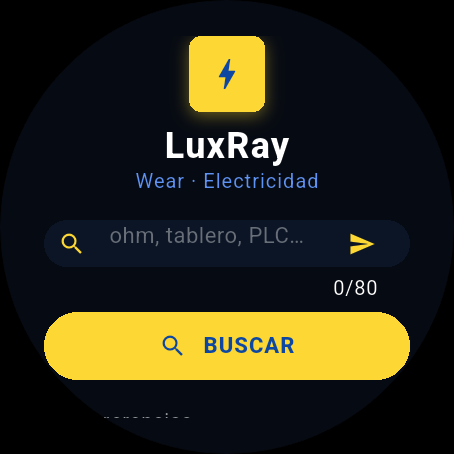 LuxRay
Wear · Electricidad
ohm, tablero, PLC...
0/80
BUSCAR